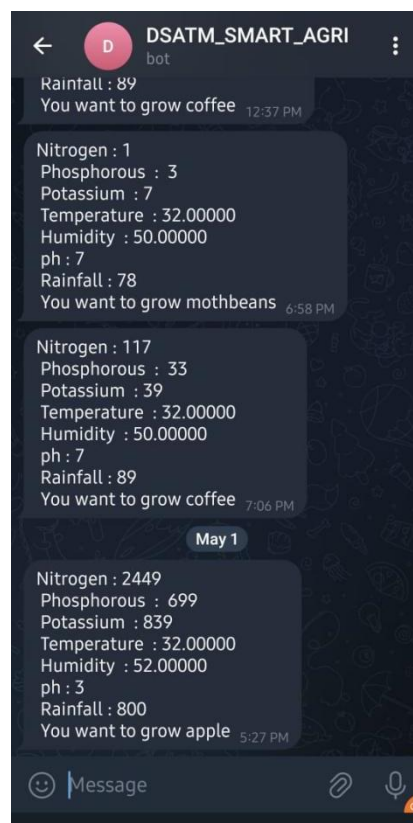 DSATM_SMART_AGRI
D
bot
Rainfall : 89
You want to grow coffee 12:37 PM
Nitrogen : 1
Phosphorous : 3
Potassium : 7
Temperature : 32.00000
Humidity : 50.00000
ph : 7
Rainfall : 78
You want to grow mothbeans 6:58 PM
Nitrogen : 117
Phosphorous : 33
Potassium : 39
Temperature : 32.00000
Humidity : 50.00000
ph : 7
Rainfall : 89
You want to grow coffee 7:06 PM
May 1
Nitrogen : 2449
Phosphorous : 699
Potassium : 839
Temperature : 32.00000
Humidity : 52.00000
ph : 3
Rainfall : 800
You want to grow apple 5:27 PM
Message